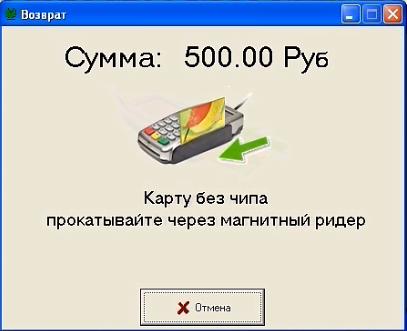 Возврат
Сумма: 500.00 Руб
Карту без чипа
прокатывайте через магнитный ридер
Отмена